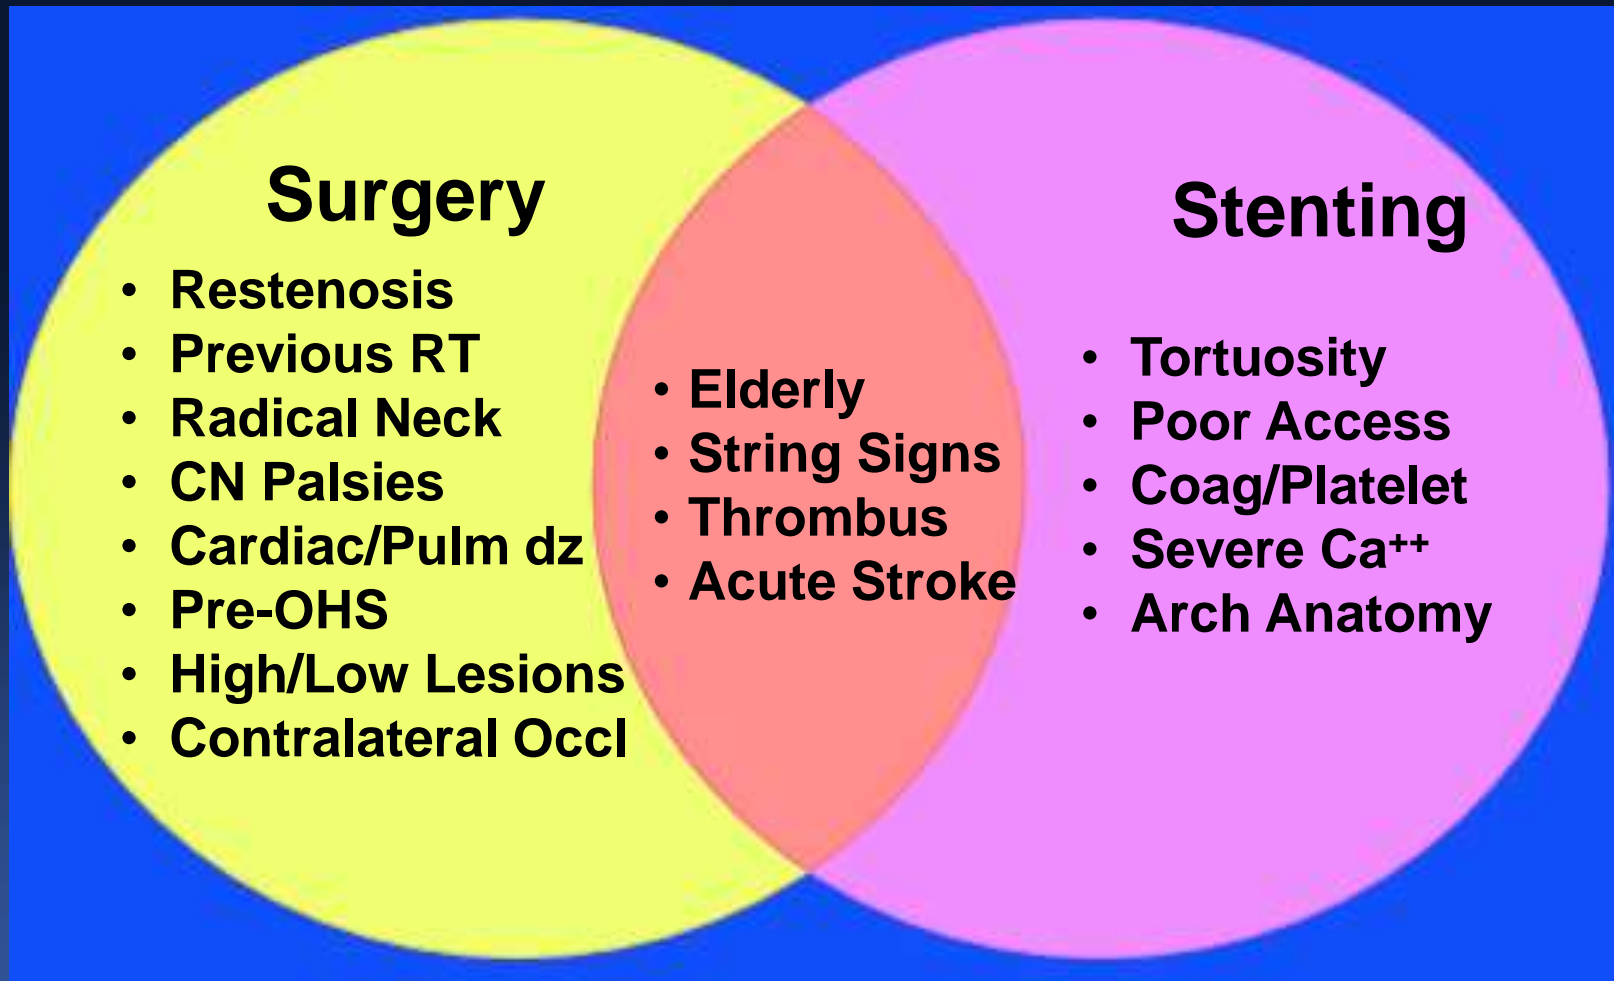 Surgery
• Restenosis
• Previous RT
• Radical Neck
• CN Palsies
• Cardiac/Pulm dz
• Pre-OHS
• High/Low Lesions
• Contralateral Occl
• Elderly
• String Signs
• Thrombus
• Acute Stroke
Stenting
• Tortuosity
• Poor Access
• Coag/Platelet
• Severe Ca⁺⁺
• Arch Anatomy